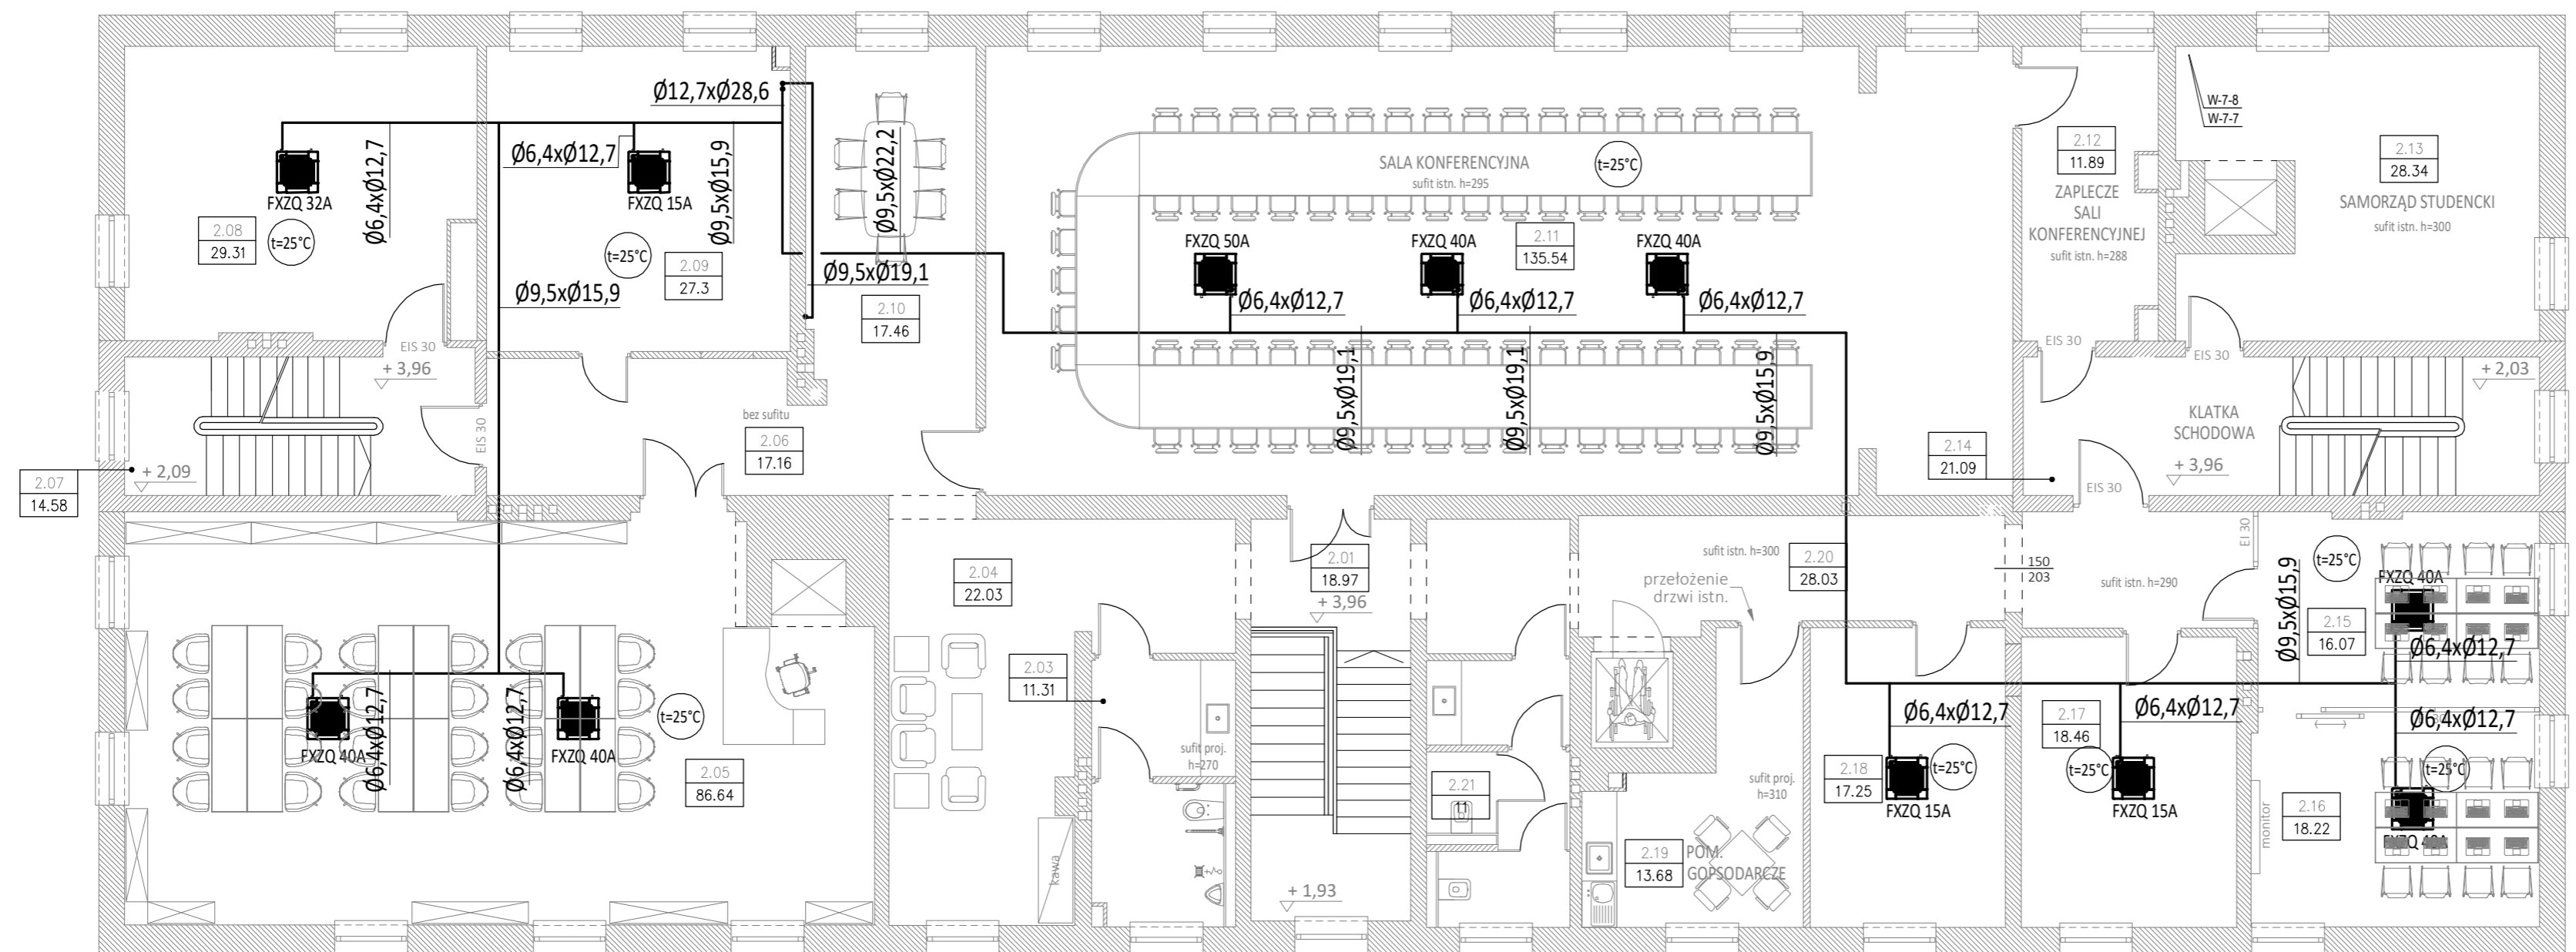 Ø12,7xØ28,6
Ø6,4xØ12,7
FXZQ 32A
Ø6,4xØ12,7
FXZQ 15A
Ø9,5xØ15,9
Ø9,5xØ22,2
2.08
29.31
t=25°C
t=25°C
2.09
27.3
Ø9,5xØ15,9
Ø9,5xØ19,1
2.10
17.46
SALA KONFERENCYJNA
sufit istn. h=295
t=25°C
FXZQ 50A
FXZQ 40A
FXZQ 40A
2.11
135.54
Ø6,4xØ12,7
Ø6,4xØ12,7
Ø6,4xØ12,7
Ø9,5xØ19,1
Ø9,5xØ19,1
Ø9,5xØ15,9
2.12
11.89
ZAPLECZE
SALI
KONFERENCYJNEJ
sufit istn. h=288
W-7-8
W-7-7
2.13
28.34
SAMORZĄD STUDENCKI
sufit istn. h=300
EIS 30
+ 3,96
EIS 30
2.07
14.58
+ 2,09
bez sufitu
2.06
17.16
EIS 30
EIS 30
+ 2,03
KLATKA
SCHODOWA
+ 3,96
2.14
21.09
EIS 30
EI 30
2.04
22.03
2.01
18.97
+ 3,96
sufit istn. h=300
przełożenie
drzwi istn.
2.20
28.03
150
203
sufit istn. h=290
t=25°C
FXZQ 40A
Ø9,5xØ15,9
2.15
16.07
Ø6,4xØ12,7
2.03
11.31
Ø6,4xØ12,7
Ø6,4xØ12,7
t=25°C
FXZQ 40A
FXZQ 40A
2.05
86.64
sufit proj.
h=270
kawa
+ 1,93
2.21
11
2.19
13.68
POM.
GOPSODARCZE
sufit proj.
h=310
Ø6,4xØ12,7
2.18
17.25
t=25°C
FXZQ 15A
2.17
18.46
Ø6,4xØ12,7
t=25°C
FXZQ 15A
Ø6,4xØ12,7
t=25°C
monitor
2.16
18.22
FXZQ 40A